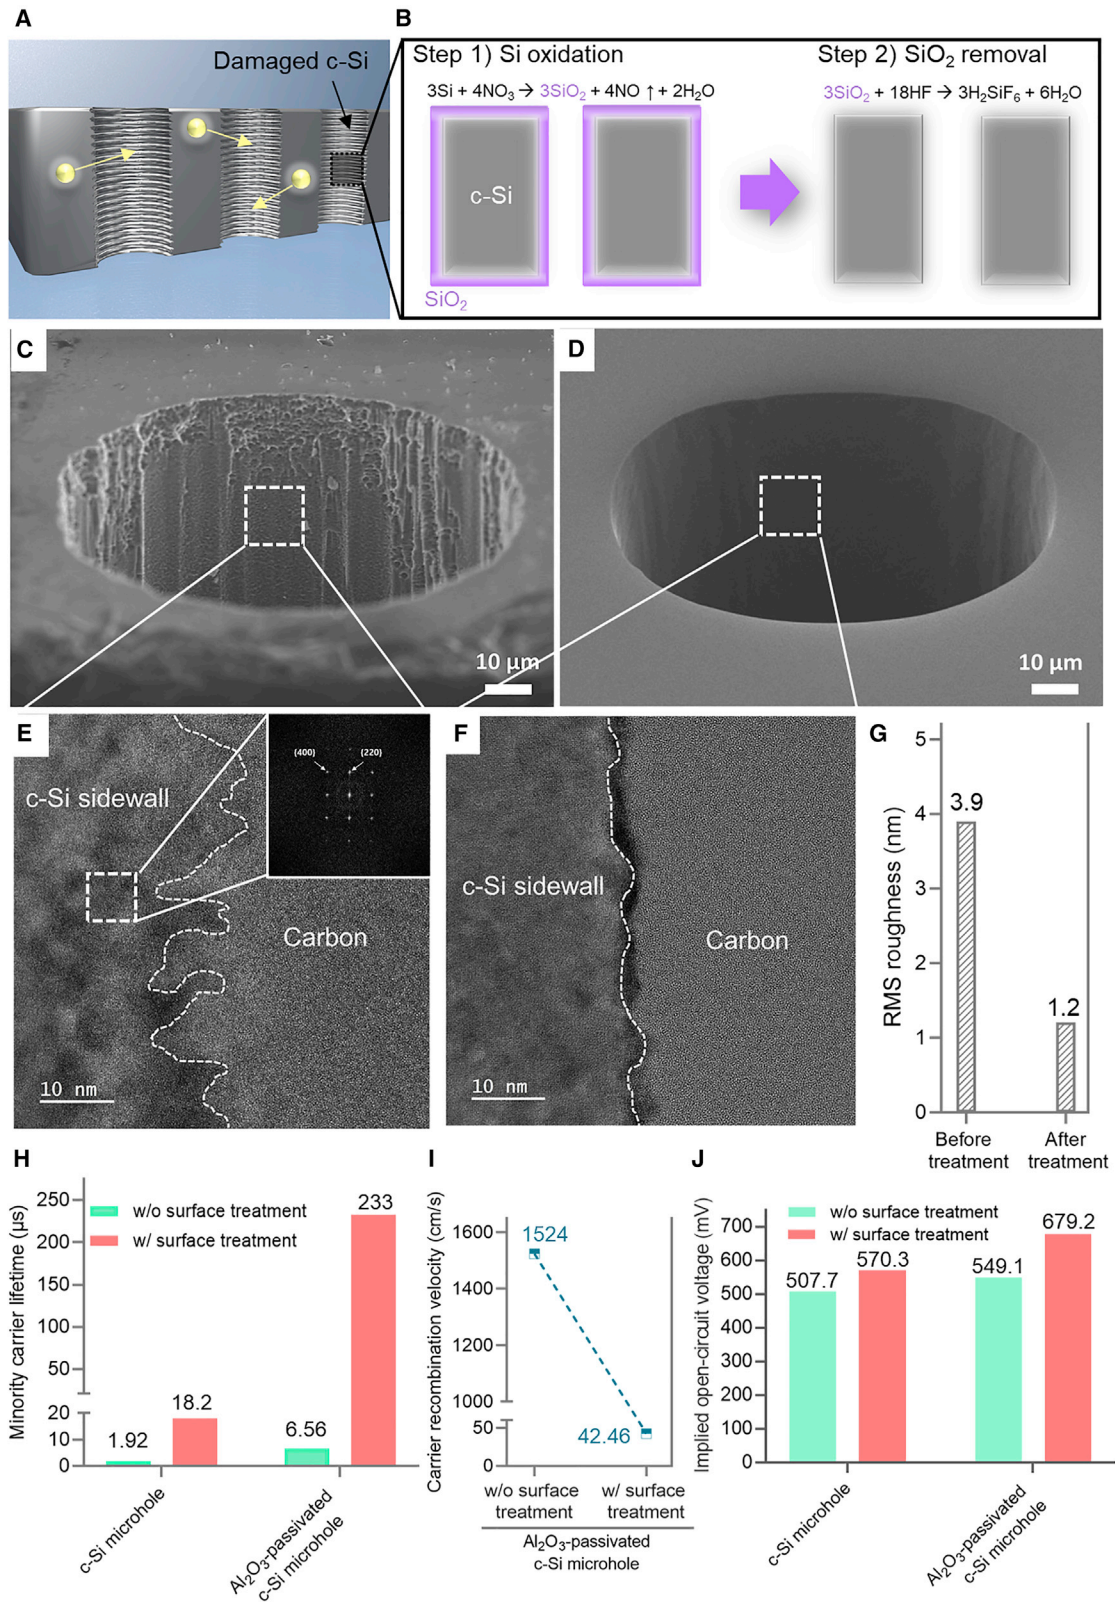 A
Damaged c-Si
B
Step 1) Si oxidation
3Si + 4NO₃ → 3SiO₂ + 4NO ↑ + 2H₂O
c-Si
SiO₂
Step 2) SiO₂ removal
3SiO₂ + 18HF → 3H₂SiF₆ + 6H₂O
C
10 μm
D
10 μm
E
c-Si sidewall
(400)
(220)
Carbon
10 nm
F
c-Si sidewall
Carbon
10 nm
G
RMS roughness (nm)
5
4
3
2
1
0
3.9
1.2
Before
treatment
After
treatment
H
Minority carrier lifetime (μs)
250
200
150
100
50
20
10
0
w/o surface treatment
w/ surface treatment
1.92
18.2
6.56
233
c-Si microhole
Al₂O₃-passivated
c-Si microhole
I
Carrier recombination velocity (cm/s)
1600
1400
1200
1000
50
0
1524
42.46
w/o surface
treatment
w/ surface
treatment
Al₂O₃-passivated
c-Si microhole
J
Implied open-circuit voltage (mV)
700
600
500
400
300
200
100
0
w/o surface treatment
w/ surface treatment
507.7
570.3
549.1
679.2
c-Si microhole
Al₂O₃-passivated
c-Si microhole